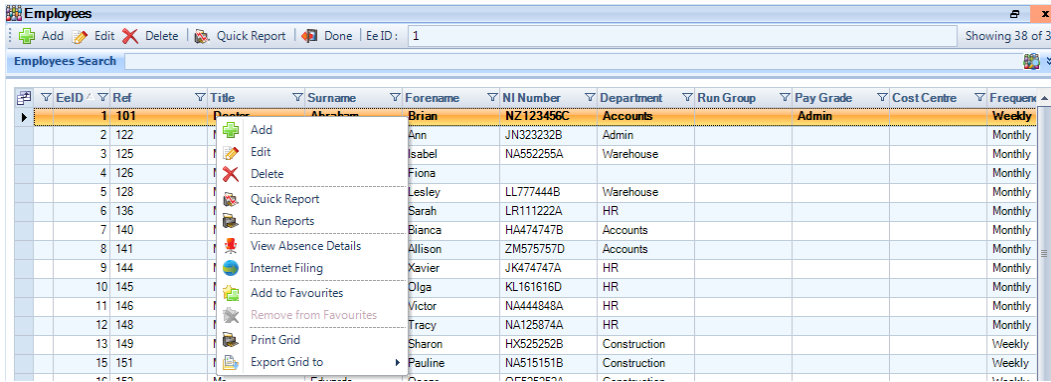 Employees
Add Edit Delete Quick Report Done Ee ID : 1 Showing 38 of 3
Employees Search
EeID Ref Title Surname Forename NI Number Department Run Group Pay Grade Cost Centre Frequenc
1 101 Doctor Abraham Brian NZ123456C Accounts Admin Weekly
2 122 Ann JN323232B Admin Monthly
3 125 Isabel NA552255A Warehouse Monthly
4 126 Fiona Monthly
5 128 Lesley LL777444B Warehouse Monthly
6 136 Sarah LR111222A HR Monthly
7 140 Bianca HA474747B Accounts Monthly
8 141 Allison ZM575757D Accounts Monthly
9 144 Xavier JK474747A HR Monthly
10 145 Olga KL161616D HR Monthly
11 146 Victor NA444848A HR Monthly
12 148 Tracy NA125874A HR Monthly
13 149 Sharon HX525252B Construction Weekly
15 151 Pauline NA515151B Construction Weekly
16 Edwards Construction
Add
Edit
Delete
Quick Report
Run Reports
View Absence Details
Internet Filing
Add to Favourites
Remove from Favourites
Print Grid
Export Grid to